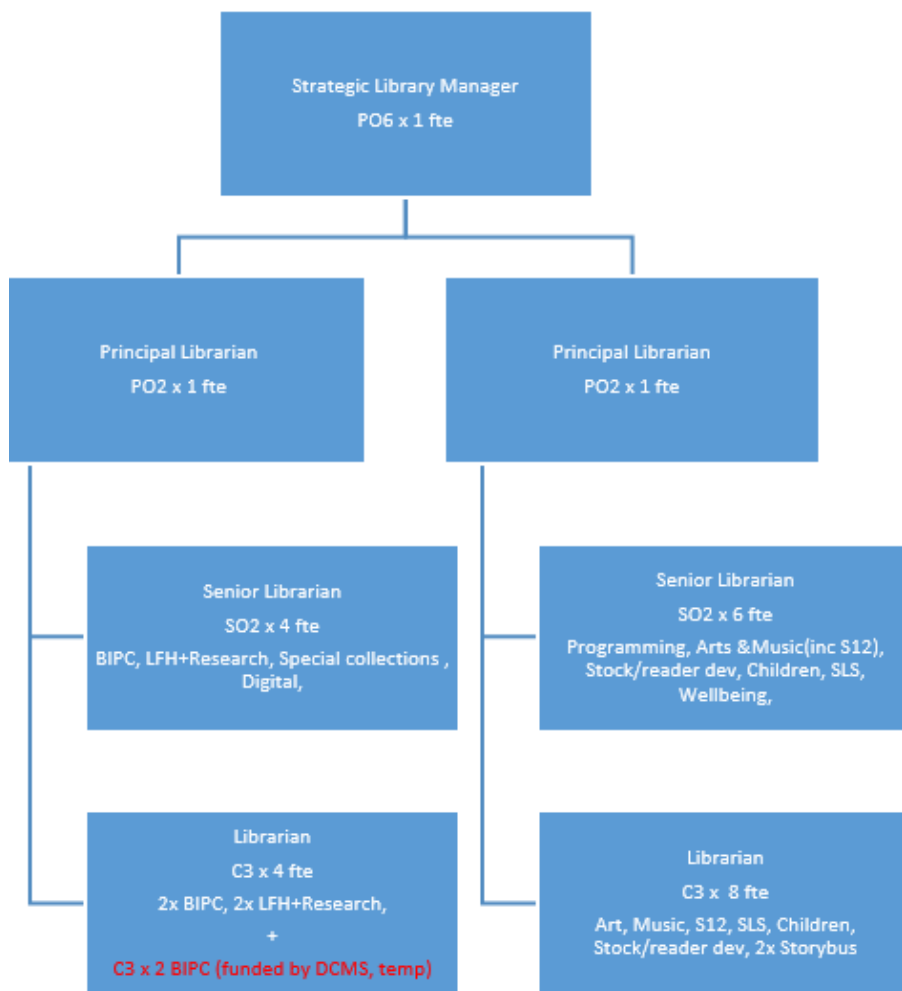 Strategic Library Manager
PO6 x 1 fte
Principal Librarian
PO2 x 1 fte
Principal Librarian
PO2 x 1 fte
Senior Librarian
SO2 x 4 fte
BIPC, LFH+Research, Special collections ,
Digital,
Senior Librarian
SO2 x 6 fte
Programming, Arts &Music(inc S12),
Stock/reader dev, Children, SLS,
Wellbeing,
Librarian
C3 x 4 fte
2x BIPC, 2x LFH+Research,
+
C3 x 2 BIPC (funded by DCMS, temp)
Librarian
C3 x  8 fte
Art, Music, S12, SLS, Children,
Stock/reader dev, 2x Storybus